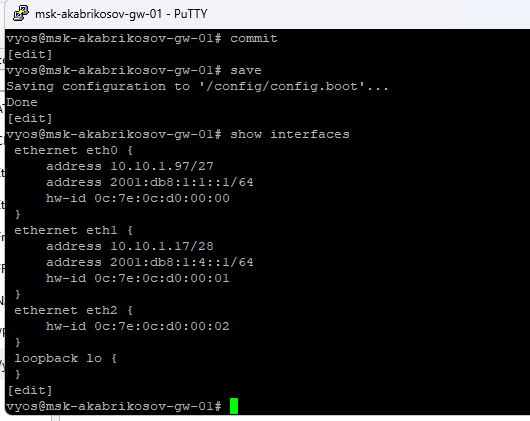 msk-akabrikosov-gw-01 - PuTTY
vyos@msk-akabrikosov-gw-01# commit
[edit]
vyos@msk-akabrikosov-gw-01# save
Saving configuration to '/config/config.boot'...
Done
[edit]
vyos@msk-akabrikosov-gw-01# show interfaces
 ethernet eth0 {
     address 10.10.1.97/27
     address 2001:db8:1:1::1/64
     hw-id 0c:7e:0c:d0:00:00
 }
 ethernet eth1 {
     address 10.10.1.17/28
     address 2001:db8:1:4::1/64
     hw-id 0c:7e:0c:d0:00:01
 }
 ethernet eth2 {
     hw-id 0c:7e:0c:d0:00:02
 }
 loopback lo {
 }
[edit]
vyos@msk-akabrikosov-gw-01#